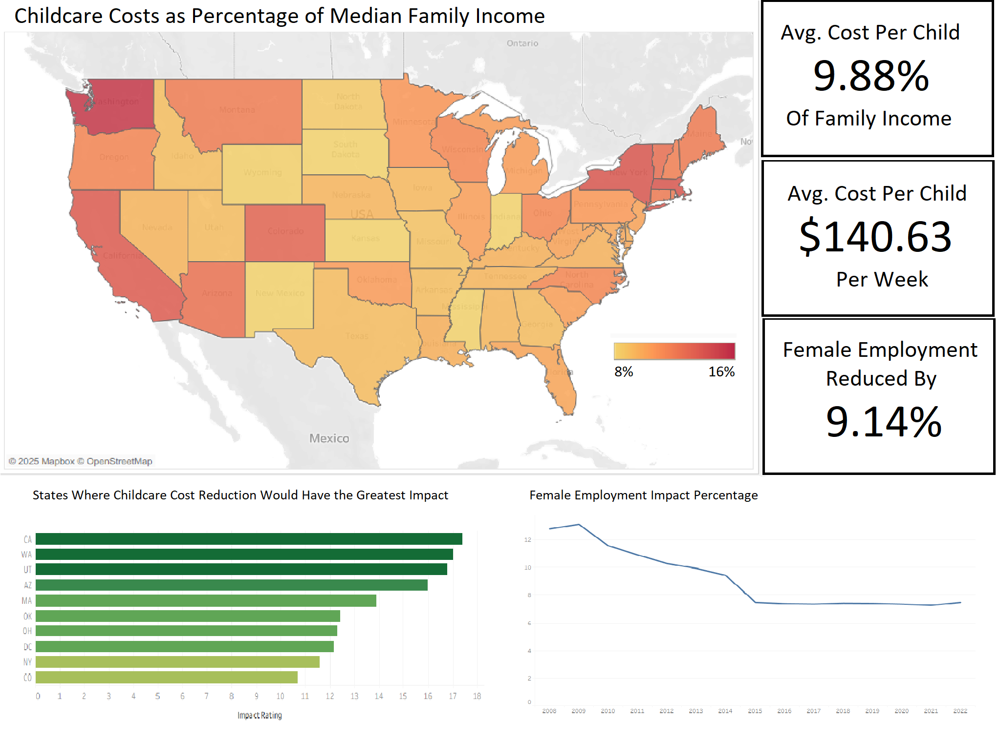 Childcare Costs as Percentage of Median Family Income
Ontario
Washington
Montana
North
Dakota
Minnesota
Oregon
Idaho
South
Dakota
Wisconsin
Maine
No
Wyoming
Michigan
New York
Iowa
Nebraska
Pennsylvania
USA
Nevada
Utah
Colorado
Kansas
Missouri
Illinois
Indiana
Ohio
West
Virginia
California
Kentucky
Arizona
New Mexico
Oklahoma
Arkansas
Tennessee
North
Carolina
Mississippi
Georgia
Texas
Louisiana
Florida
8%
16%
Mexico
© 2025 Mapbox © OpenStreetMap
Avg. Cost Per Child
9.88%
Of Family Income
Avg. Cost Per Child
$140.63
Per Week
Female Employment
Reduced By
9.14%
States Where Childcare Cost Reduction Would Have the Greatest Impact
CA
WA
UT
AZ
MA
OK
OH
DC
NY
CO
0 1 2 3 4 5 6 7 8 9 10 11 12 13 14 15 16 17 18
Impact Rating
Female Employment Impact Percentage
12
10
8
6
4
2
0
2008 2009 2010 2011 2012 2013 2014 2015 2016 2017 2018 2019 2020 2021 2022